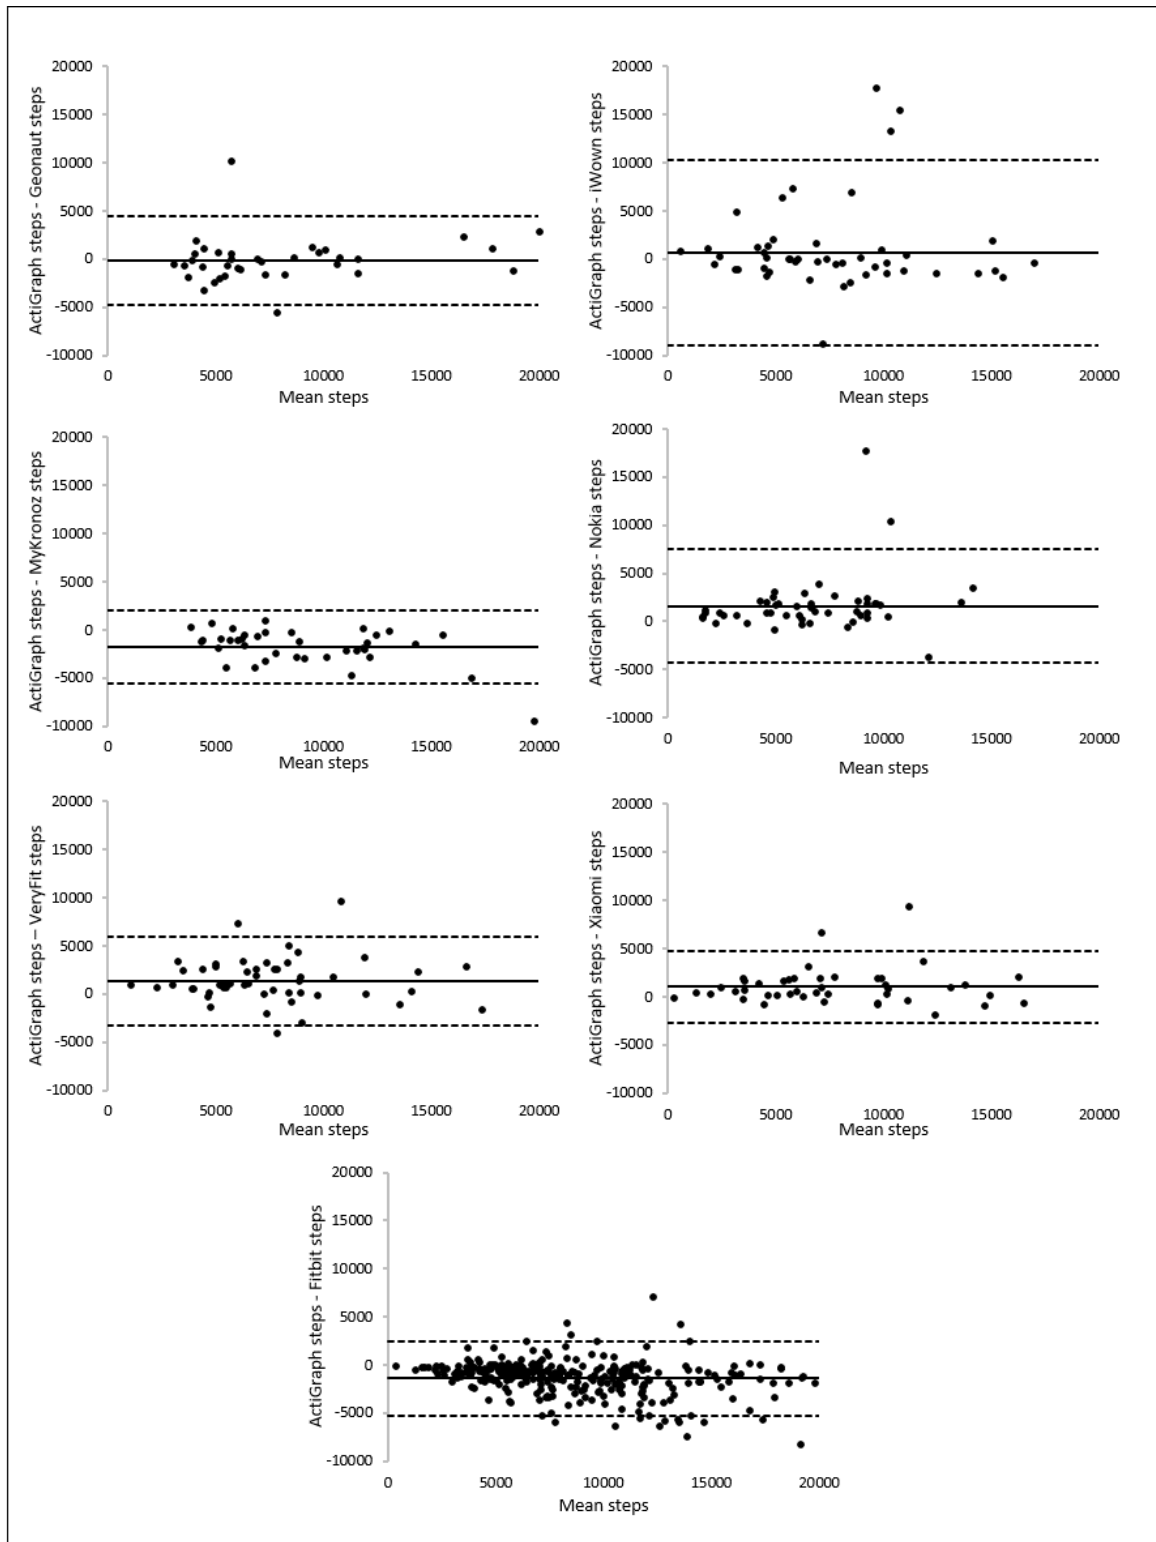 ActiGraph steps - Geonaut steps
20000
15000
10000
5000
0
-5000
-10000
0 5000 10000 15000 20000
Mean steps
ActiGraph steps - iWown steps
20000
15000
10000
5000
0
-5000
-10000
0 5000 10000 15000 20000
Mean steps
ActiGraph steps - MyKronoz steps
20000
15000
10000
5000
0
-5000
-10000
0 5000 10000 15000 20000
Mean steps
ActiGraph steps - Nokia steps
20000
15000
10000
5000
0
-5000
-10000
0 5000 10000 15000 20000
Mean steps
ActiGraph steps – VeryFit steps
20000
15000
10000
5000
0
-5000
-10000
0 5000 10000 15000 20000
Mean steps
ActiGraph steps - Xiaomi steps
20000
15000
10000
5000
0
-5000
-10000
0 5000 10000 15000 20000
Mean steps
ActiGraph steps - Fitbit steps
20000
15000
10000
5000
0
-5000
-10000
0 5000 10000 15000 20000
Mean steps